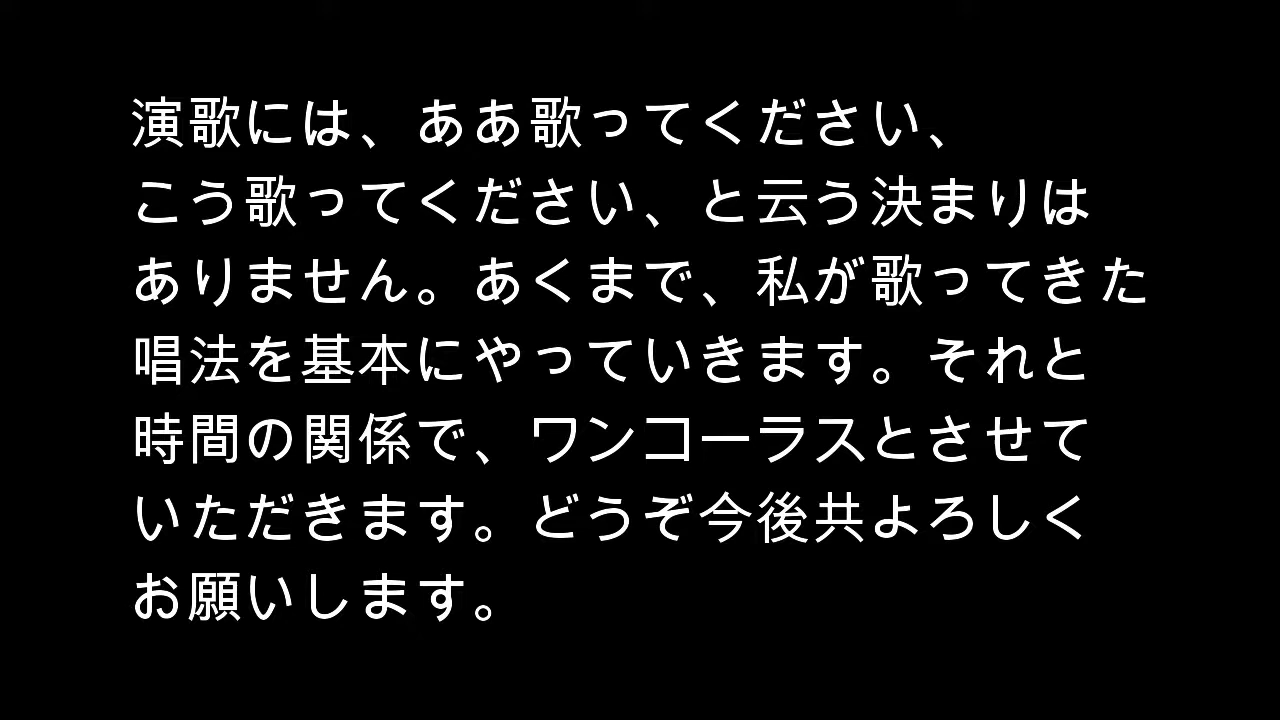 演歌には、ああ歌ってください、
こう歌ってください、と云う決まりは
ありません。あくまで、私が歌ってきた
唱法を基本にやっていきます。それと
時間の関係で、ワンコーラスとさせて
いただきます。どうぞ今後共よろしく
お願いします。